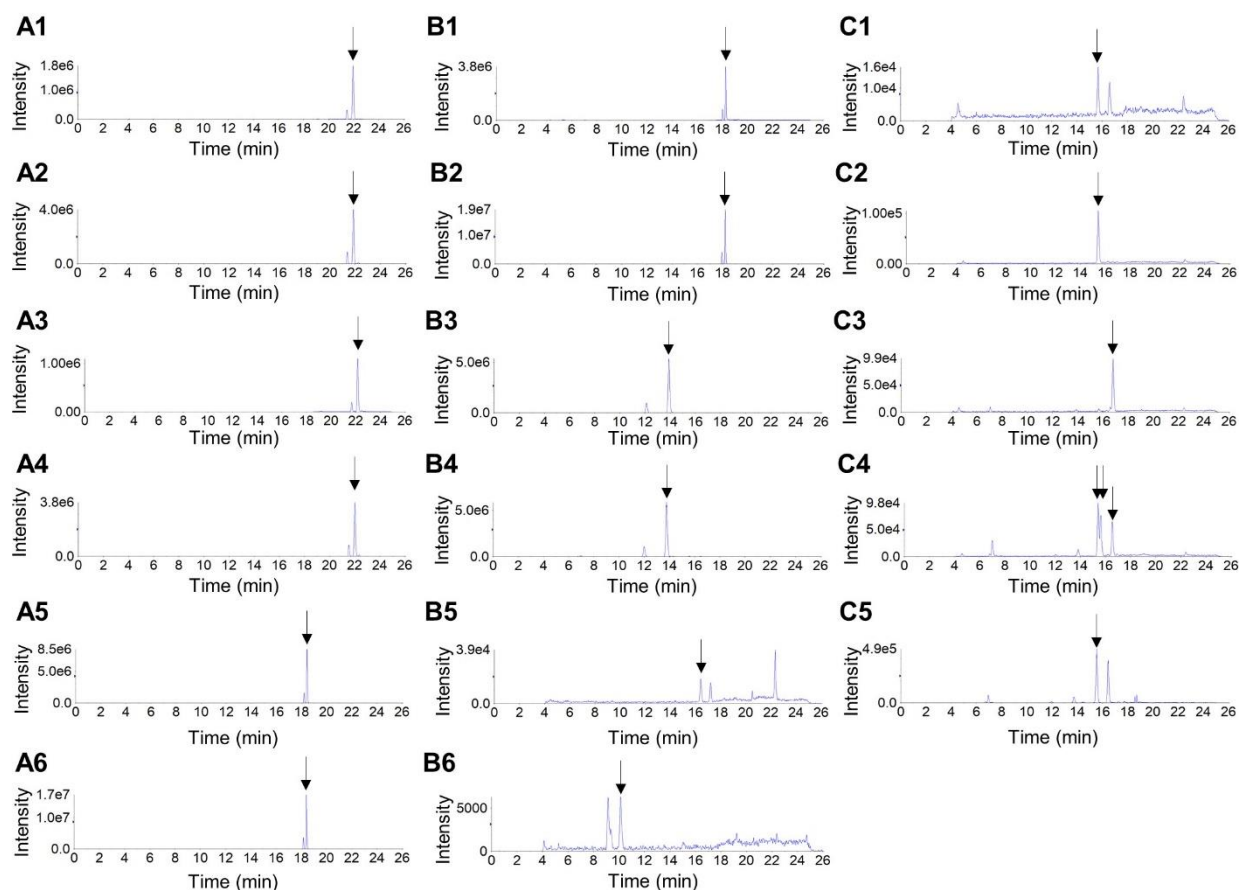 A1
Intensity
1.8e6
1.0e6
0.0
0 2 4 6 8 10 12 14 16 18 20 22 24 26
Time (min)
B1
Intensity
3.8e6
0.0
0 2 4 6 8 10 12 14 16 18 20 22 24 26
Time (min)
C1
Intensity
1.6e4
1.0e4
0.0
0 2 4 6 8 10 12 14 16 18 20 22 24 26
Time (min)
A2
Intensity
4.0e6
0.0
0 2 4 6 8 10 12 14 16 18 20 22 24 26
Time (min)
B2
Intensity
1.9e7
1.0e7
0.0
0 2 4 6 8 10 12 14 16 18 20 22 24 26
Time (min)
C2
Intensity
1.00e5
0.00
0 2 4 6 8 10 12 14 16 18 20 22 24 26
Time (min)
A3
Intensity
1.00e6
0.00
0 2 4 6 8 10 12 14 16 18 20 22 24 26
Time (min)
B3
Intensity
5.0e6
0.0
0 2 4 6 8 10 12 14 16 18 20 22 24 26
Time (min)
C3
Intensity
9.9e4
5.0e4
0.0
0 2 4 6 8 10 12 14 16 18 20 22 24 26
Time (min)
A4
Intensity
3.8e6
0.0
0 2 4 6 8 10 12 14 16 18 20 22 24 26
Time (min)
B4
Intensity
5.0e6
0.0
0 2 4 6 8 10 12 14 16 18 20 22 24 26
Time (min)
C4
Intensity
9.8e4
5.0e4
0.0
0 2 4 6 8 10 12 14 16 18 20 22 24 26
Time (min)
A5
Intensity
8.5e6
5.0e6
0.0
0 2 4 6 8 10 12 14 16 18 20 22 24 26
Time (min)
B5
Intensity
3.9e4
0.0
0 2 4 6 8 10 12 14 16 18 20 22 24 26
Time (min)
C5
Intensity
4.9e5
0.0
0 2 4 6 8 10 12 14 16 18 20 22 24 26
Time (min)
A6
Intensity
1.7e7
1.0e7
0.0
0 2 4 6 8 10 12 14 16 18 20 22 24 26
Time (min)
B6
Intensity
5000
0
0 2 4 6 8 10 12 14 16 18 20 22 24 26
Time (min)